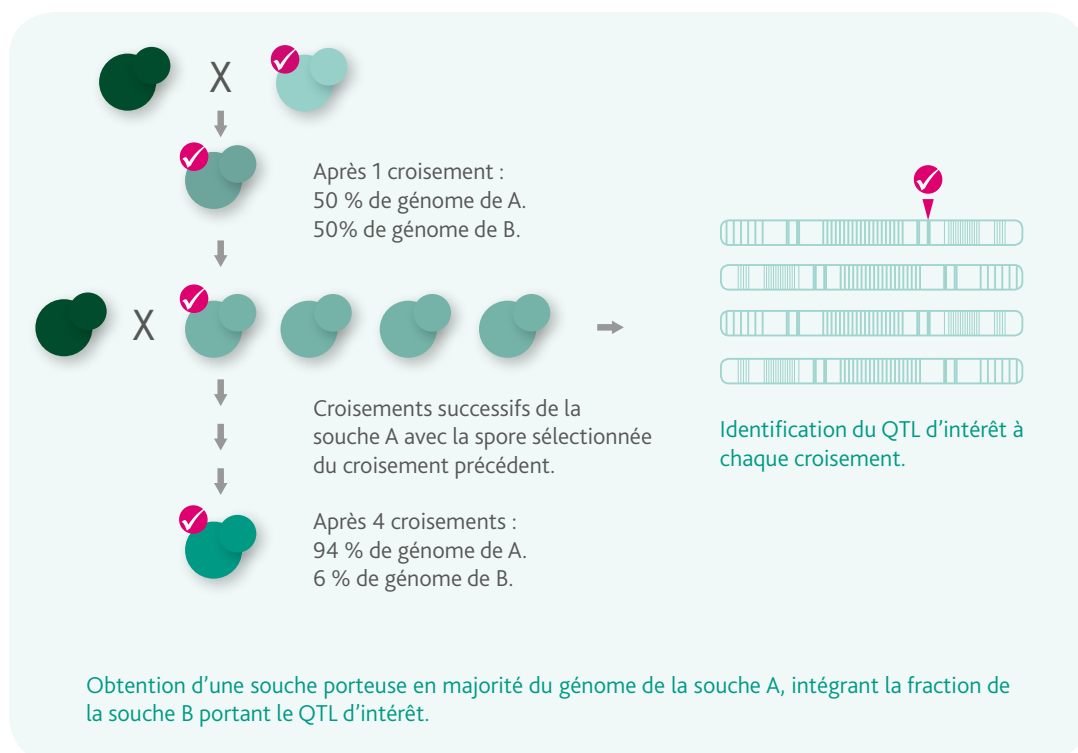 X
Après 1 croisement :
50 % de génome de A.
50% de génome de B.
X
Croisements successifs de la
souche A avec la spore sélectionnée
du croisement précédent.
Identification du QTL d’intérêt à
chaque croisement.
Après 4 croisements :
94 % de génome de A.
6 % de génome de B.
Obtention d’une souche porteuse en majorité du génome de la souche A, intégrant la fraction de
la souche B portant le QTL d’intérêt.